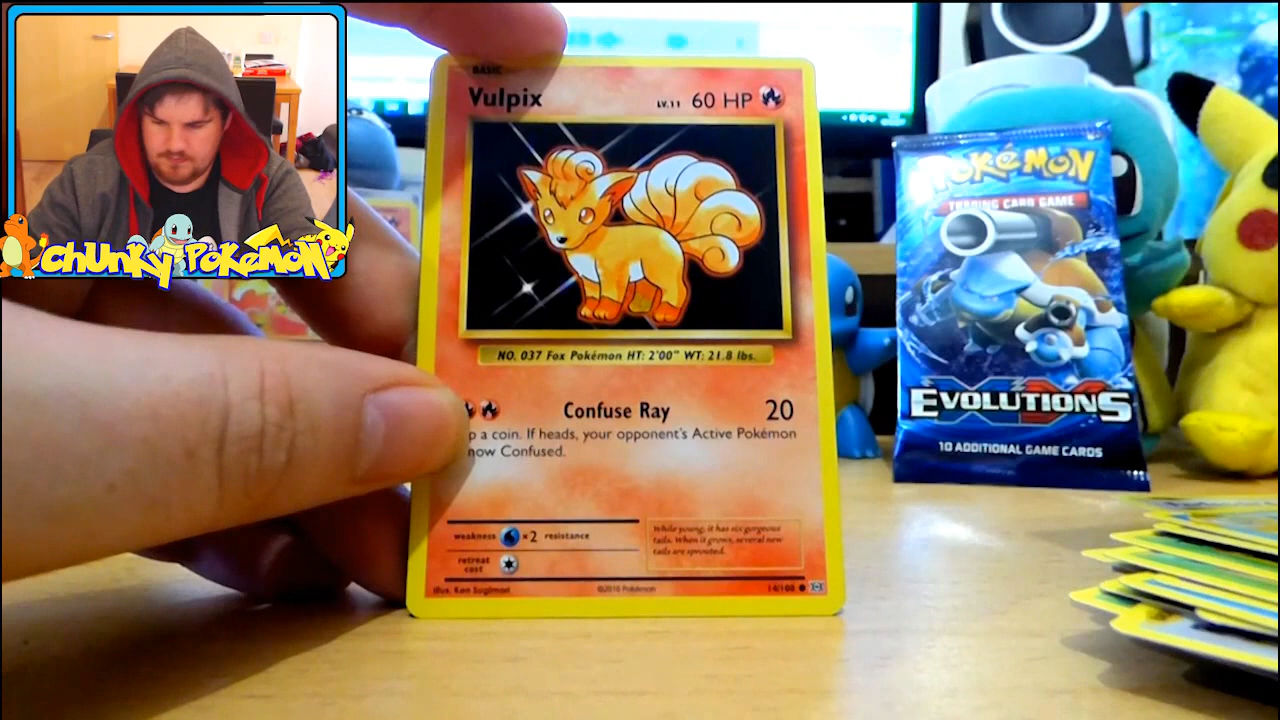 chunky Pokémon
BASIC
Vulpix LV.11 60 HP
NO. 037 Fox Pokémon HT: 2'00" WT: 21.8 lbs.
Confuse Ray 20
p a coin. If heads, your opponent's Active Pokémon
now Confused.
weakness ×2 resistance
retreat
cost
While young, it has six gorgeous
tails. When it grows, several new
tails are sprouted.
Illus. Ken Sugimori ©2016 Pokémon 14/108
POKéMON
TRADING CARD GAME
XY
EVOLUTIONS
10 ADDITIONAL GAME CARDS